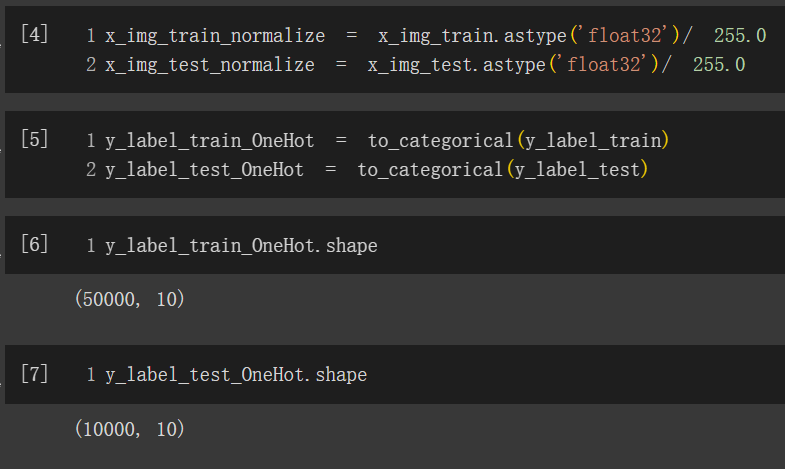 [4] 1 x_img_train_normalize = x_img_train.astype('float32')/ 255.0
2 x_img_test_normalize = x_img_test.astype('float32')/ 255.0
[5] 1 y_label_train_OneHot = to_categorical(y_label_train)
2 y_label_test_OneHot = to_categorical(y_label_test)
[6] 1 y_label_train_OneHot.shape
(50000, 10)
[7] 1 y_label_test_OneHot.shape
(10000, 10)